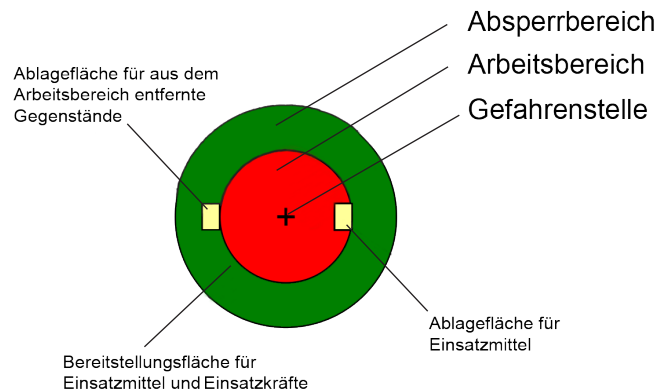 Absperrbereich
Arbeitsbereich
Gefahrenstelle
Ablagefläche für aus dem
Arbeitsbereich entfernte
Gegenstände
Ablagefläche für
Einsatzmittel
Bereitstellungsfläche für
Einsatzmittel und Einsatzkräfte